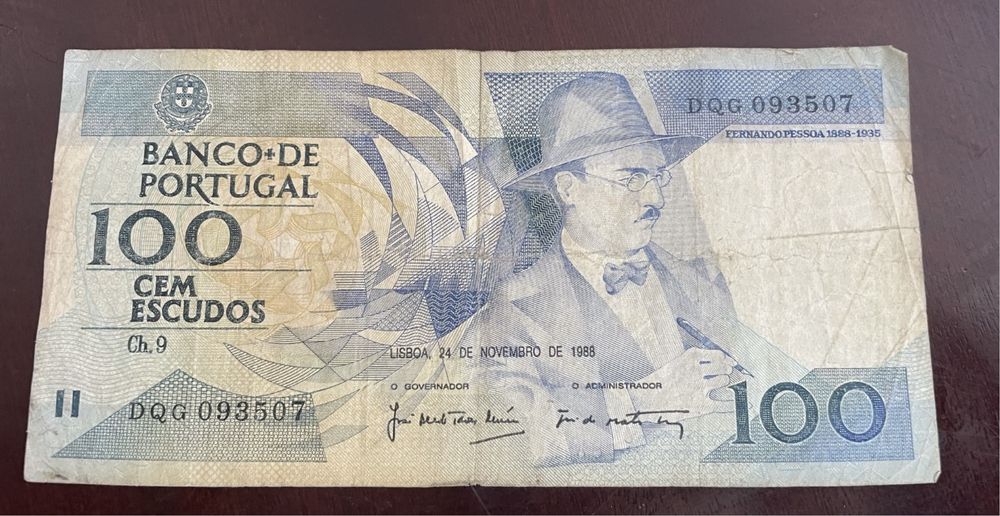 BANCO DE
PORTUGAL
100
CEM
ESCUDOS
Ch. 9
DQG 093507
DQG 093507
FERNANDO PESSOA 1888-1935
LISBOA, 24 DE NOVEMBRO DE 1988
O GOVERNADOR O ADMINISTRADOR
100